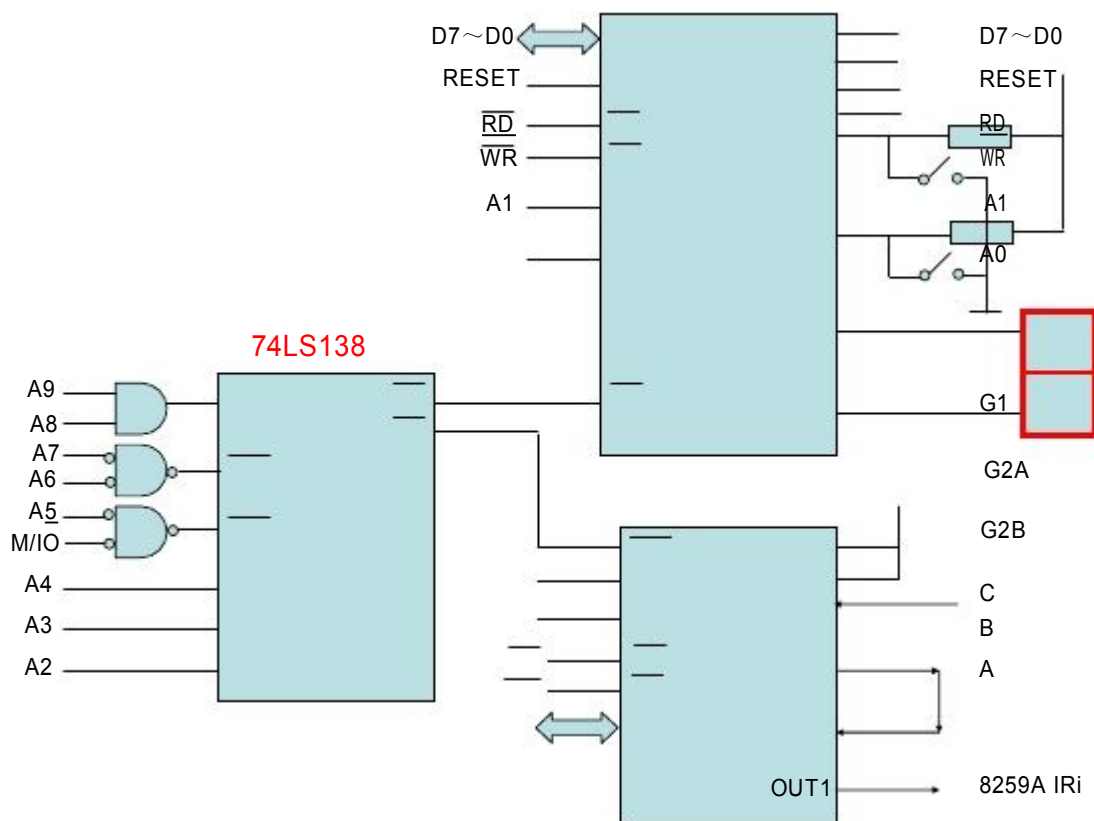 D7～D0
RESET
RD
WR
A1
D7～D0
RESET
RD
WR
A1
A0
74LS138
A9
A8
A7
A6
A5
M/IO
A4
A3
A2
G1
G2A
G2B
C
B
A
OUT1
8259A IRi